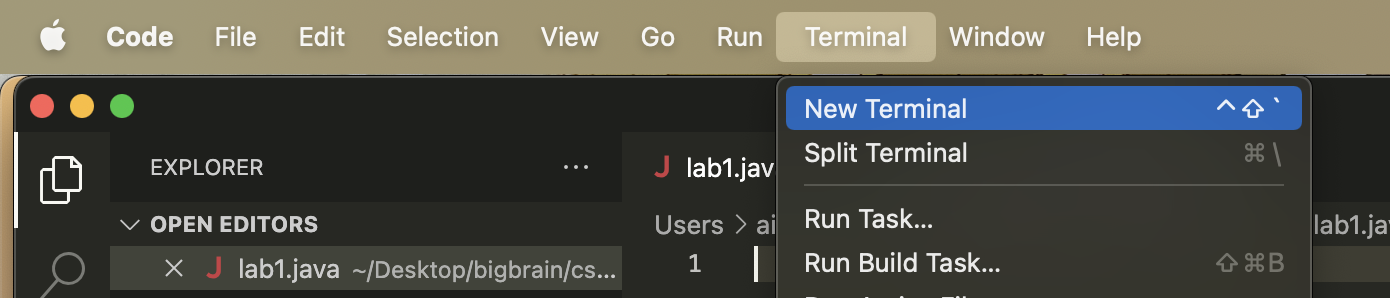 Code File Edit Selection View Go Run Terminal Window Help
New Terminal ^⇧`
Split Terminal ⌘\
EXPLORER ···
J lab1.jav
Run Task...
OPEN EDITORS
Users > ai
lab1.ja
J lab1.java ~/Desktop/bigbrain/cs...
1
Run Build Task... ⇧⌘B